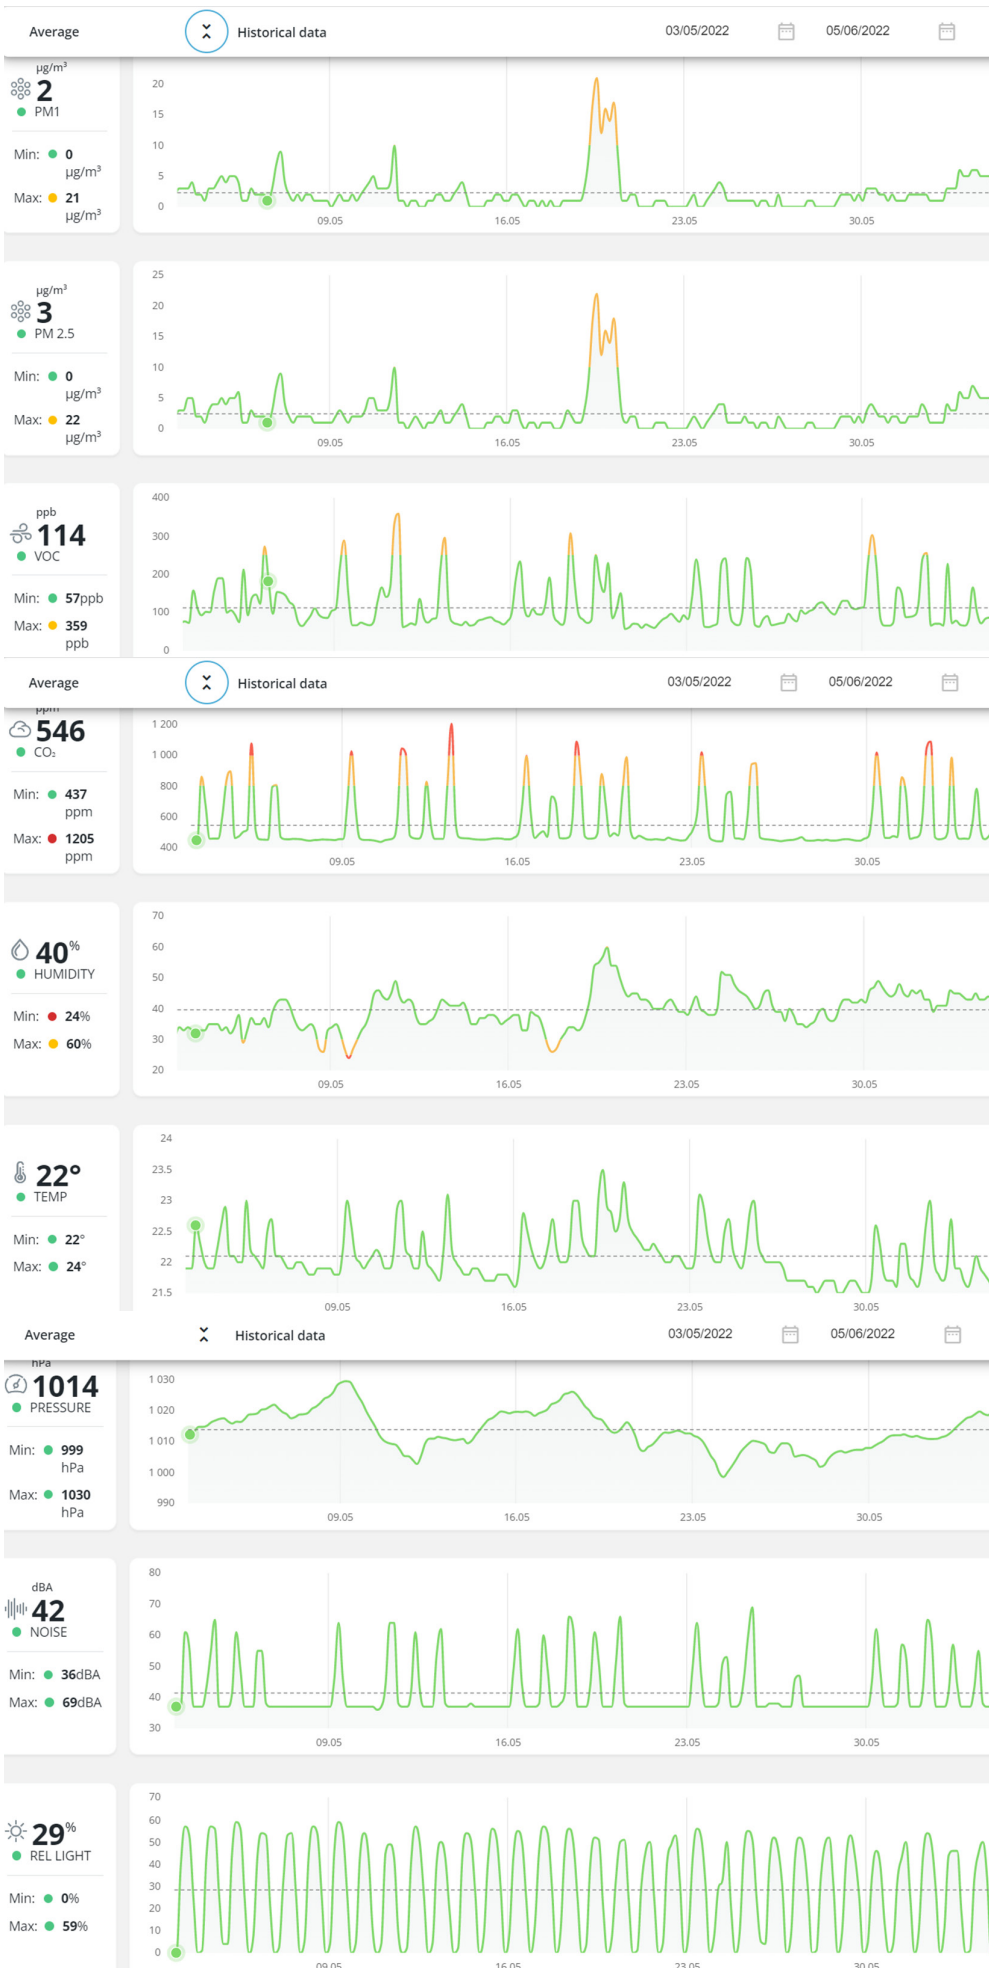 Average Historical data 03/05/2022 05/06/2022
µg/m³
2
PM1
Min: 0
µg/m³
Max: 21
µg/m³
20
15
10
5
0
09.05 16.05 23.05 30.05
µg/m³
3
PM 2.5
Min: 0
µg/m³
Max: 22
µg/m³
25
20
15
10
5
0
09.05 16.05 23.05 30.05
ppb
114
VOC
Min: 57ppb
Max: 359
ppb
400
300
200
100
0
Average Historical data 03/05/2022 05/06/2022
ppm
546
CO₂
Min: 437
ppm
Max: 1205
ppm
1 200
1 000
800
600
400
09.05 16.05 23.05 30.05
40%
HUMIDITY
Min: 24%
Max: 60%
70
60
50
40
30
20
09.05 16.05 23.05 30.05
22°
TEMP
Min: 22°
Max: 24°
24
23.5
23
22.5
22
21.5
09.05 16.05 23.05 30.05
Average Historical data 03/05/2022 05/06/2022
hPa
1014
PRESSURE
Min: 999
hPa
Max: 1030
hPa
1 030
1 020
1 010
1 000
990
09.05 16.05 23.05 30.05
dBA
42
NOISE
Min: 36dBA
Max: 69dBA
80
70
60
50
40
30
09.05 16.05 23.05 30.05
29%
REL LIGHT
Min: 0%
Max: 59%
70
60
50
40
30
20
10
0
09.05 16.05 23.05 30.05